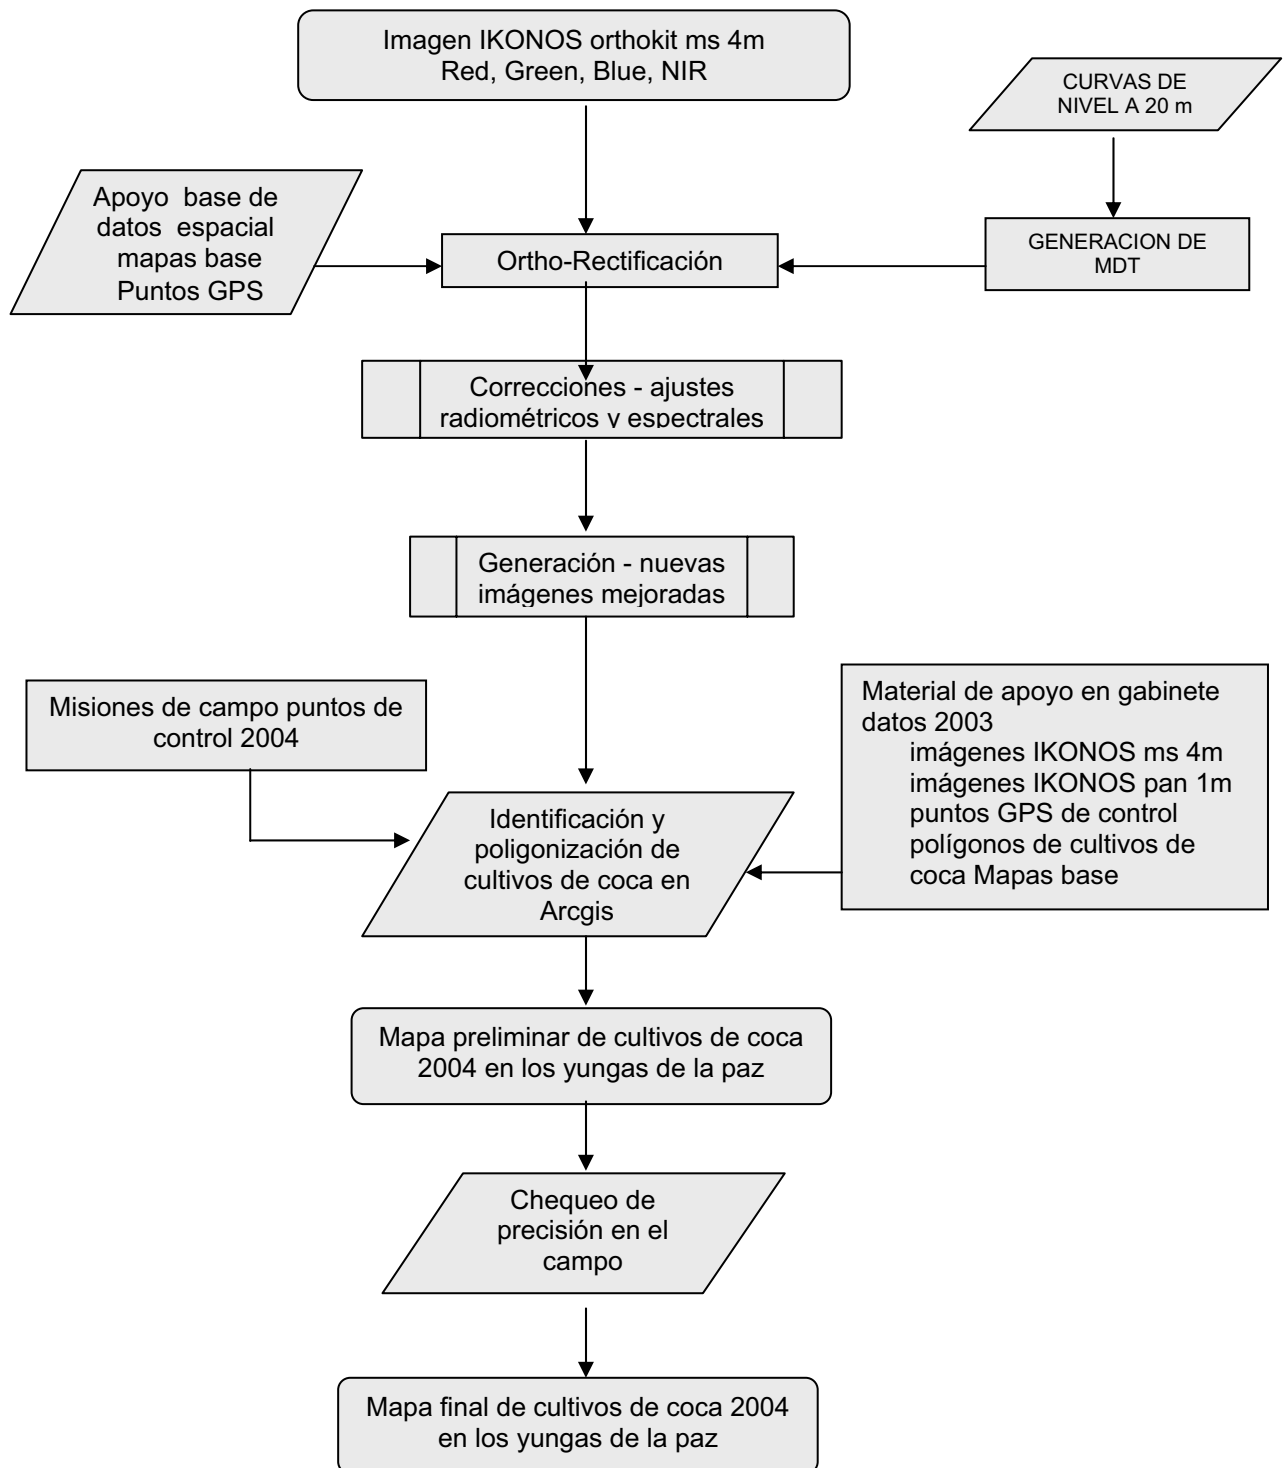 Imagen IKONOS orthokit ms 4m
Red, Green, Blue, NIR
CURVAS DE
NIVEL A 20 m
Apoyo base de
datos espacial
mapas base
Puntos GPS
Ortho-Rectificación
GENERACION DE
MDT
Correcciones - ajustes
radiométricos y espectrales
Generación - nuevas
imágenes mejoradas
Misiones de campo puntos de
control 2004
Material de apoyo en gabinete
datos 2003
imágenes IKONOS ms 4m
imágenes IKONOS pan 1m
puntos GPS de control
polígonos de cultivos de
coca Mapas base
Identificación y
poligonización de
cultivos de coca en
Arcgis
Mapa preliminar de cultivos de coca
2004 en los yungas de la paz
Chequeo de
precisión en el
campo
Mapa final de cultivos de coca 2004
en los yungas de la paz